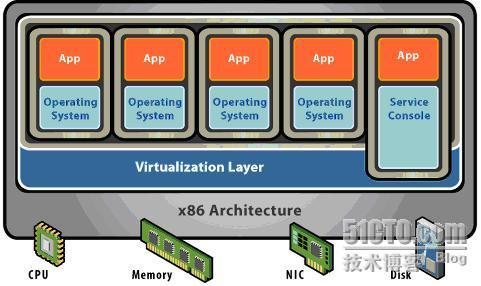 App
App
App
App
App
Operating
System
Operating
System
Operating
System
Operating
System
Service
Console
Virtualization Layer
x86 Architecture
CPU
Memory
NIC
Disk
51CTO.com
技术博客
Blog